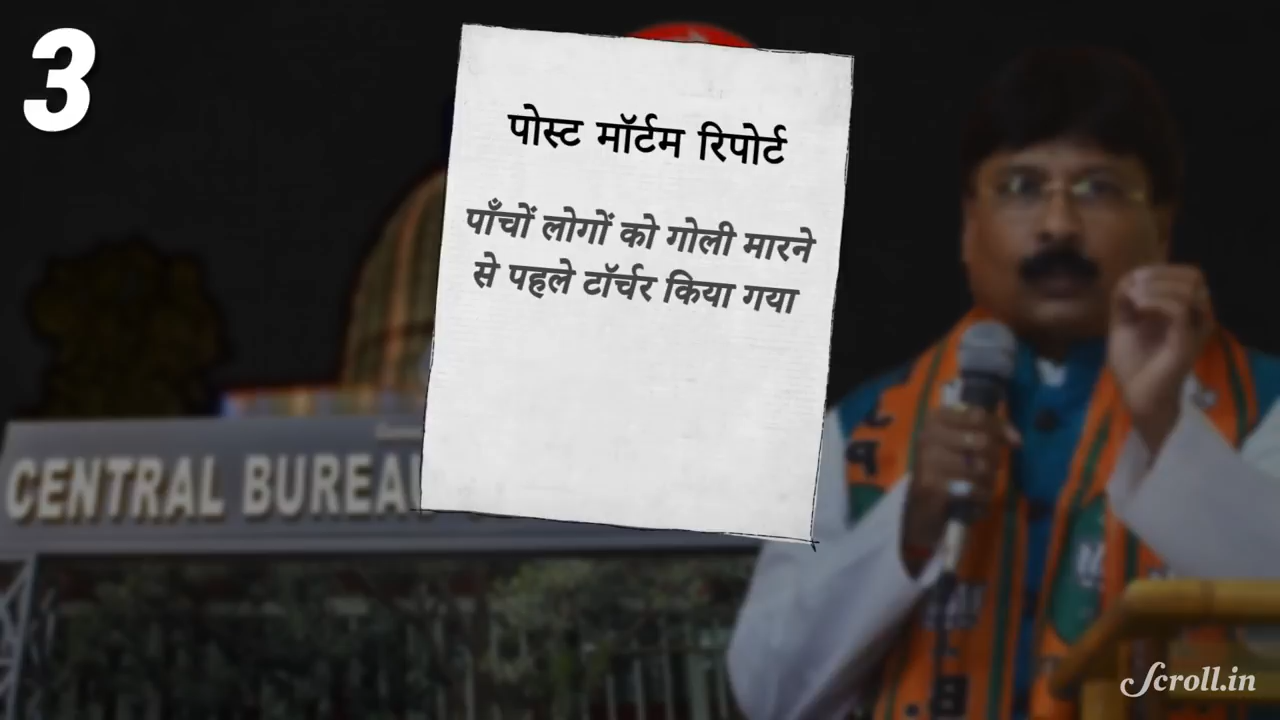 3
पोस्ट मॉर्टम रिपोर्ट
पाँचों लोगों को गोली मारने
से पहले टॉर्चर किया गया
CENTRAL BUREAU
Scroll.in